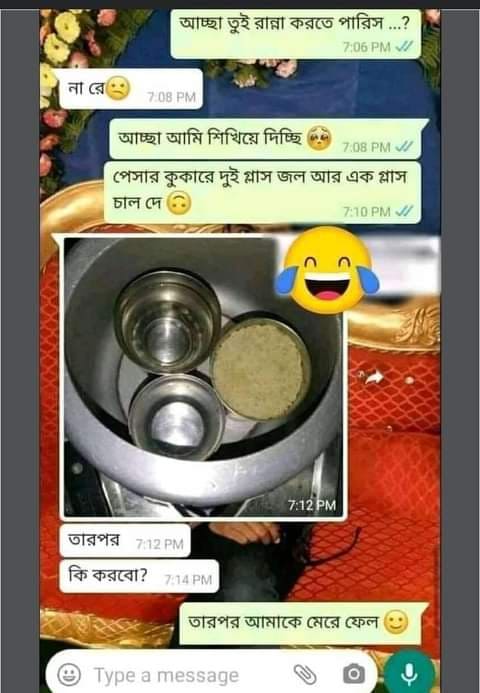 আচ্ছা তুই রান্না করতে পারিস ...?
7:06 PM
না রে😕
7:08 PM
আচ্ছা আমি শিখিয়ে দিচ্ছি 🥺
7:08 PM
পেসার কুকারে দুই গ্লাস জল আর এক গ্লাস
চাল দে 🙃
7:10 PM
7:12 PM
তারপর 7:12 PM
কি করবো? 7:14 PM
তারপর আমাকে মেরে ফেল 🙂
Type a message